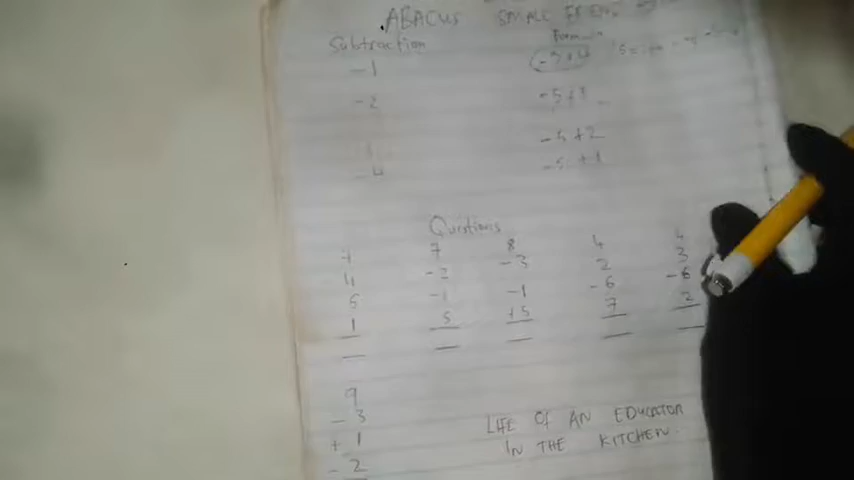 ABACUS SMALL
Subtraction Formula
-1 -5+4
-2 -5+3
-5+2
-4 -5+1
Questions
7 8 4 4
4 -2 -3 2 3
5 -1 -1 -6 -6
1 5 +5 7 2
9
-3
+1
-2
LIFE OF AN EDUCATOR
IN THE KITCHEN